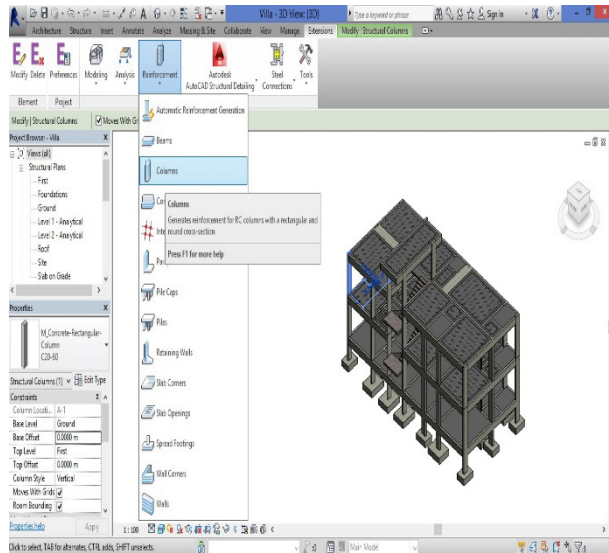 Villa - 3D View: {3D}
Type a keyword or phrase
Sign In
Architecture Structure Insert Annotate Analyze Massing & Site Collaborate View Manage Extensions Modify | Structural Columns
Modify Delete Preferences Modeling Analysis Reinforcement Autodesk Steel Tools
AutoCAD Structural Detailing Connections
Element Project
Modify | Structural Columns Moves With Gr
Project Browser - Villa
Views (all)
Structural Plans
First
Foundations
Ground
Level 1 - Analytical
Level 2 - Analytical
Roof
Site
Slab on Grade
Properties
M_Concrete-Rectangular-
Column
C20-60
Structural Columns (1) Edit Type
Constraints
Column Locati... A-1
Base Level Ground
Base Offset 0.0000 m
Top Level First
Top Offset 0.0000 m
Column Style Vertical
Moves With Grids
Room Bounding
Properties help Apply
Automatic Reinforcement Generation
Beams
Columns
Co
Inte
Par
Columns
Generates reinforcement for RC columns with a rectangular and
round cross-section
Press F1 for more help
Pile Caps
Piles
Retaining Walls
Slab Corners
Slab Openings
Spread Footings
Wall Corners
Walls
1 : 100
Click to select, TAB for alternates, CTRL adds, SHIFT unselects.
:0
Main Model